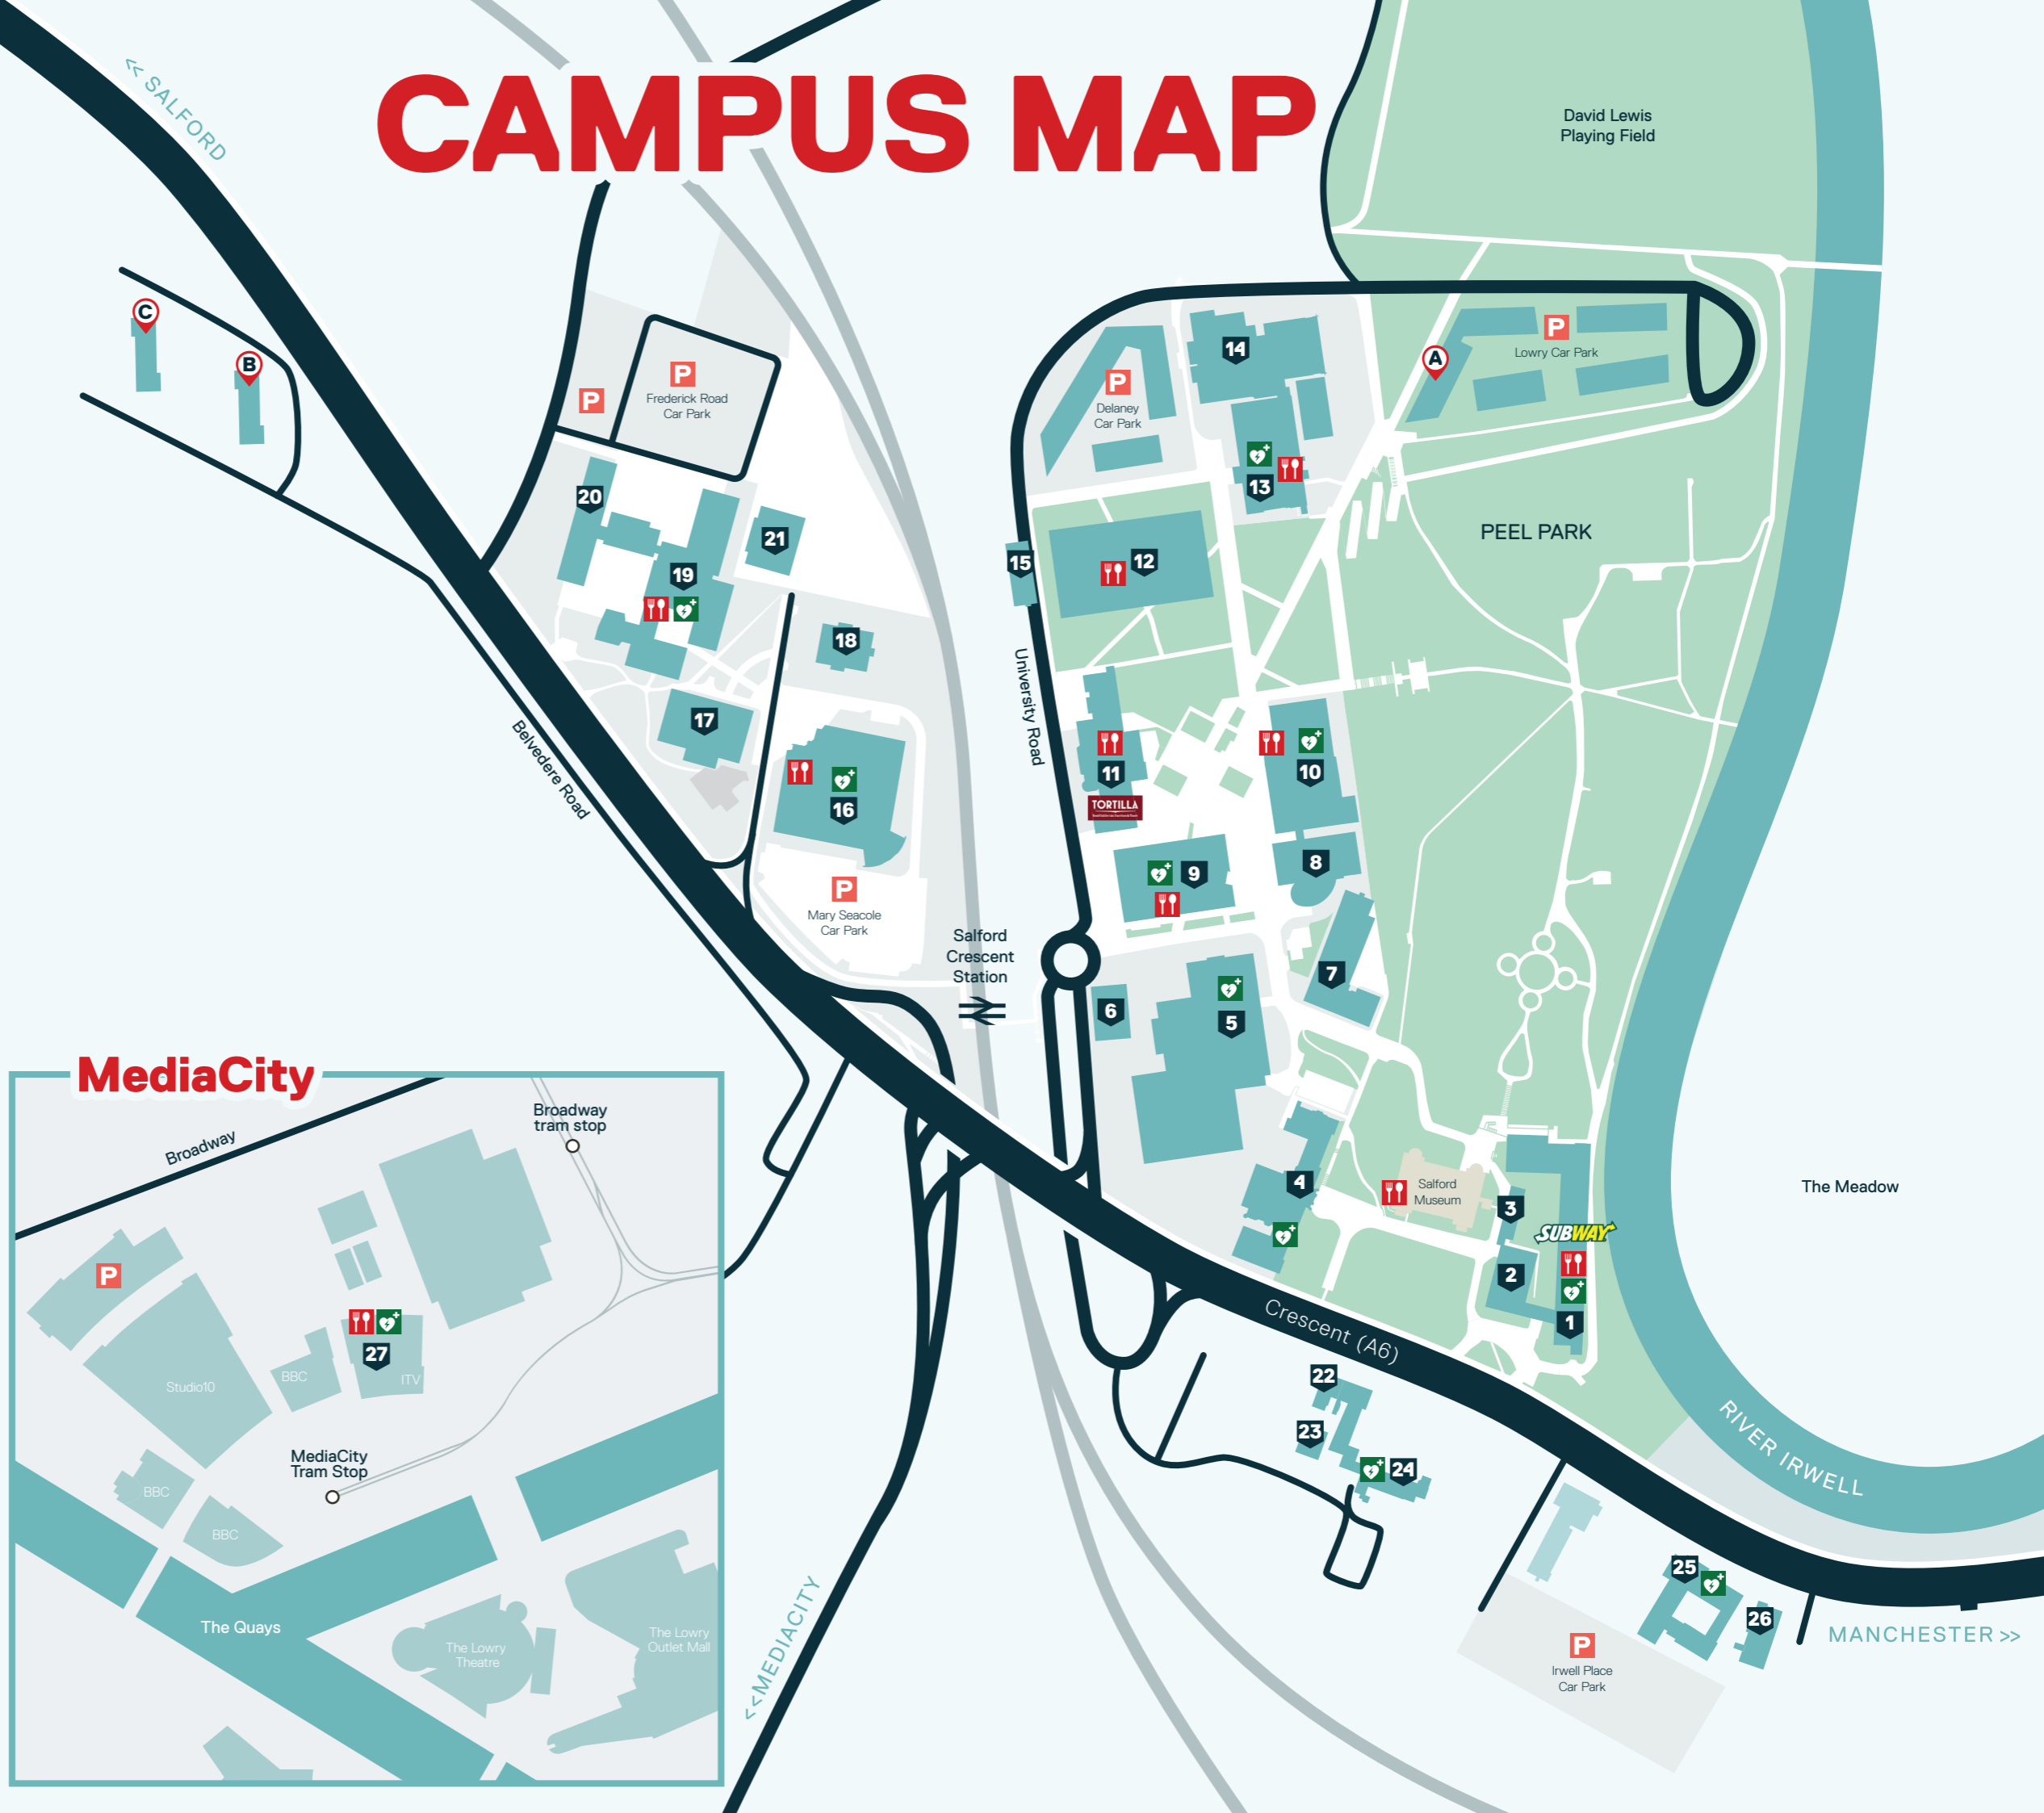 CAMPUS MAP
<< SALFORD
David Lewis
Playing Field
C
B
P
P
Frederick Road
Car Park
P
Delaney
Car Park
14
A
P
Lowry Car Park
20
21
19
18
17
16
P
Mary Seacole
Car Park
Belvedere Road
13
12
15
PEEL PARK
University Road
11
TORTILLA
10
9
8
7
Salford
Crescent
Station
6
5
4
Salford
Museum
3
SUBWAY
2
1
The Meadow
Crescent (A6)
RIVER IRWELL
22
23
24
25
26
P
Irwell Place
Car Park
MANCHESTER >>
<<MEDIACITY
MediaCity
Broadway
Broadway
tram stop
P
Studio10
BBC
27
ITV
MediaCity
Tram Stop
BBC
BBC
The Quays
The Lowry
Theatre
The Lowry
Outlet Mall